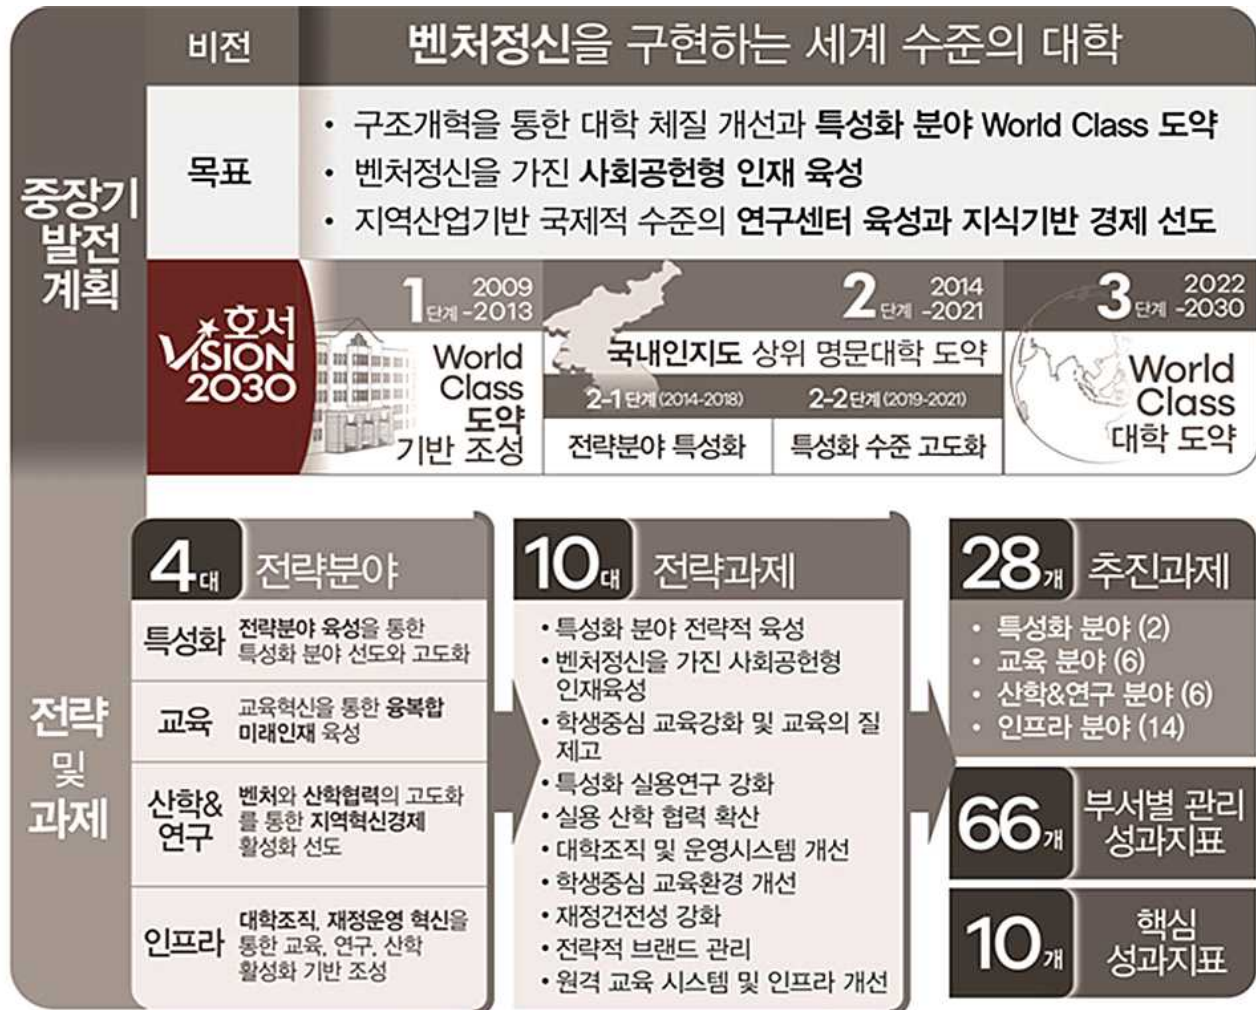 비전
벤처정신을 구현하는 세계 수준의 대학
중장기
발전
계획
목표
• 구조개혁을 통한 대학 체질 개선과 특성화 분야 World Class 도약
• 벤처정신을 가진 사회공헌형 인재 육성
• 지역산업기반 국제적 수준의 연구센터 육성과 지식기반 경제 선도
호서
VISION
2030
1단계 2009
-2013
World
Class
도약
기반 조성
2단계 2014
-2021
국내인지도 상위 명문대학 도약
2-1단계(2014-2018)
2-2단계(2019-2021)
전략분야 특성화
특성화 수준 고도화
3단계 2022
-2030
World
Class
대학 도약
전략
및
과제
4대 전략분야
특성화
전략분야 육성을 통한
특성화 분야 선도와 고도화
교육
교육혁신을 통한 융복합
미래인재 육성
산학&
연구
벤처와 산학협력의 고도화
를 통한 지역혁신경제
활성화 선도
인프라
대학조직, 재정운영 혁신을
통한 교육, 연구, 산학
활성화 기반 조성
10대 전략과제
• 특성화 분야 전략적 육성
• 벤처정신을 가진 사회공헌형
인재육성
• 학생중심 교육강화 및 교육의 질
제고
• 특성화 실용연구 강화
• 실용 산학 협력 확산
• 대학조직 및 운영시스템 개선
• 학생중심 교육환경 개선
• 재정건전성 강화
• 전략적 브랜드 관리
• 원격 교육 시스템 및 인프라 개선
28개 추진과제
• 특성화 분야 (2)
• 교육 분야 (6)
• 산학&연구 분야 (6)
• 인프라 분야 (14)
66개 부서별 관리
성과지표
10개 핵심
성과지표